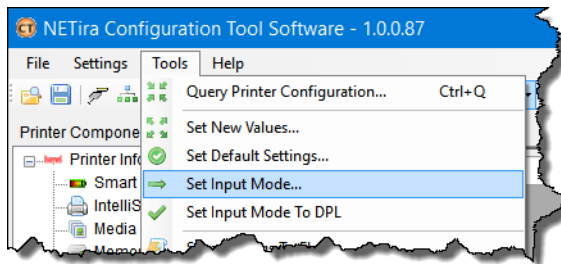 NETira Configuration Tool Software - 1.0.0.87
File Settings Tools Help
Query Printer Configuration... Ctrl+Q
Printer Compone
Set New Values...
Printer Info
Set Default Settings...
Smart
Set Input Mode...
IntelliS
Set Input Mode To DPL
Media